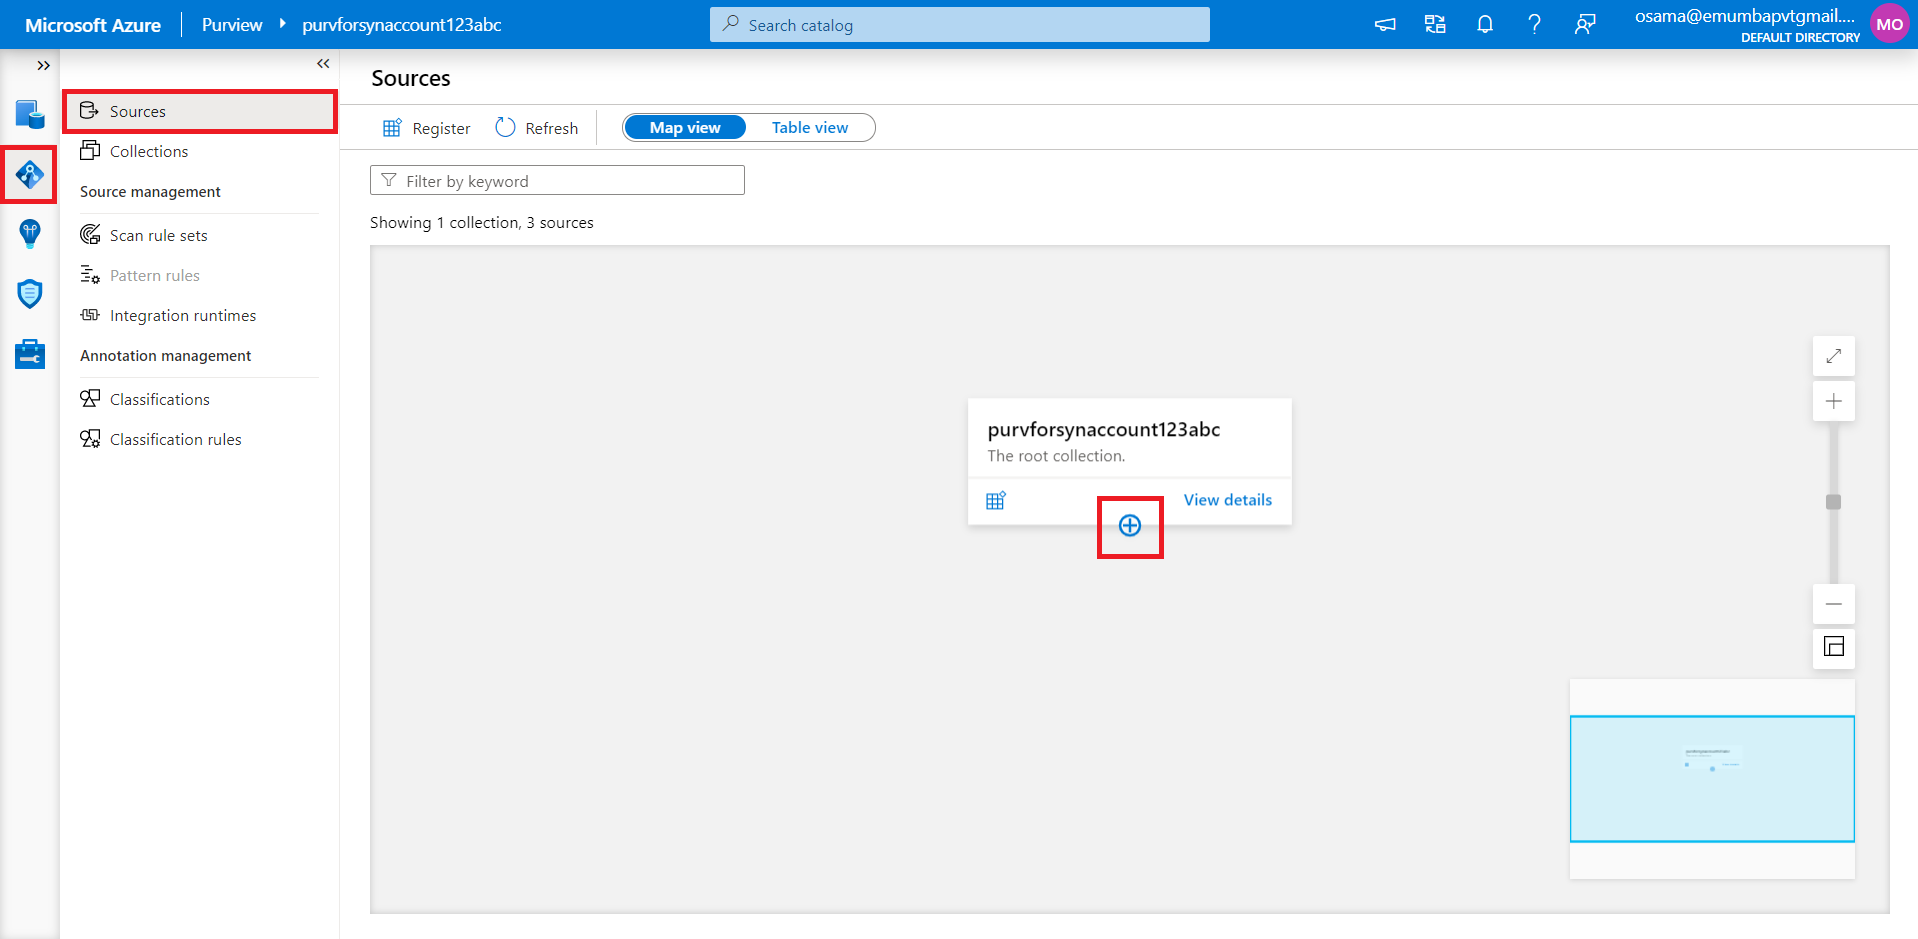 Microsoft Azure Purview purvforsynaccount123abc Search catalog osama@emumbapvtgmail.... MO
DEFAULT DIRECTORY
Sources
Collections
Source management
Scan rule sets
Pattern rules
Integration runtimes
Annotation management
Classifications
Classification rules
Sources
Register Refresh Map view Table view
Filter by keyword
Showing 1 collection, 3 sources
purvforsynaccount123abc
The root collection.
View details